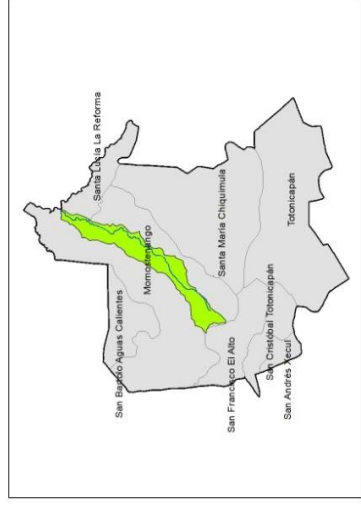 Santa Lucía La Reforma
San Bartolo Aguas Calientes
Momostenango
Santa María Chiquimula
San Francisco El Alto
Totonicapán
San Cristóbal Totonicapán
San Andrés Xecul